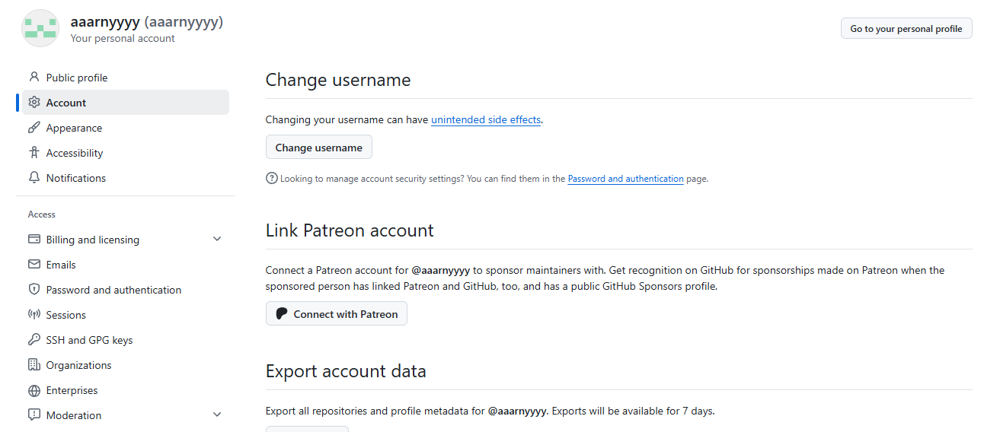 aaarnyyyy (aaarnyyyy)
Your personal account
Go to your personal profile
Public profile
Account
Appearance
Accessibility
Notifications
Access
Billing and licensing
Emails
Password and authentication
Sessions
SSH and GPG keys
Organizations
Enterprises
Moderation
Change username
Changing your username can have unintended side effects.
Change username
Looking to manage account security settings? You can find them in the Password and authentication page.
Link Patreon account
Connect a Patreon account for @aaarnyyyy to sponsor maintainers with. Get recognition on GitHub for sponsorships made on Patreon when the
sponsored person has linked Patreon and GitHub, too, and has a public GitHub Sponsors profile.
Connect with Patreon
Export account data
Export all repositories and profile metadata for @aaarnyyyy. Exports will be available for 7 days.